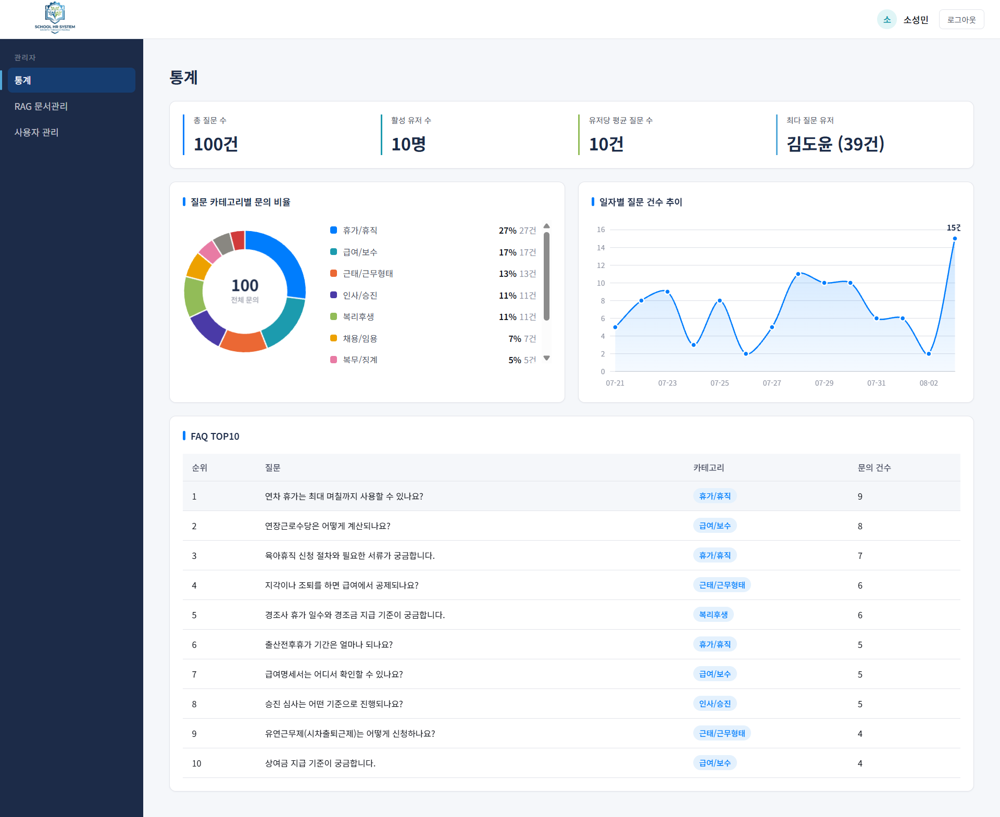 SCHOOL HR SYSTEM
GROWTH THROUGH PEOPLE
소 소성민 로그아웃
관리자
통계
RAG 문서관리
사용자 관리
통계
총 질문 수
100건
활성 유저 수
10명
유저당 평균 질문 수
10건
최다 질문 유저
김도윤 (39건)
질문 카테고리별 문의 비율
100
전체 문의
휴가/휴직 27% 27건
급여/보수 17% 17건
근태/근무형태 13% 13건
인사/승진 11% 11건
복리후생 11% 11건
채용/임용 7% 7건
복무/징계 5% 5건
일자별 질문 건수 추이
15건
16
14
12
10
8
6
4
2
0
07-21 07-23 07-25 07-27 07-29 07-31 08-02
FAQ TOP10
순위 질문 카테고리 문의 건수
1 연차 휴가는 최대 며칠까지 사용할 수 있나요? 휴가/휴직 9
2 연장근로수당은 어떻게 계산되나요? 급여/보수 8
3 육아휴직 신청 절차와 필요한 서류가 궁금합니다. 휴가/휴직 7
4 지각이나 조퇴를 하면 급여에서 공제되나요? 근태/근무형태 6
5 경조사 휴가 일수와 경조금 지급 기준이 궁금합니다. 복리후생 6
6 출산전후휴가 기간은 얼마나 되나요? 휴가/휴직 5
7 급여명세서는 어디서 확인할 수 있나요? 급여/보수 5
8 승진 심사는 어떤 기준으로 진행되나요? 인사/승진 5
9 유연근무제(시차출퇴근제)는 어떻게 신청하나요? 근태/근무형태 4
10 상여금 지급 기준이 궁금합니다. 급여/보수 4